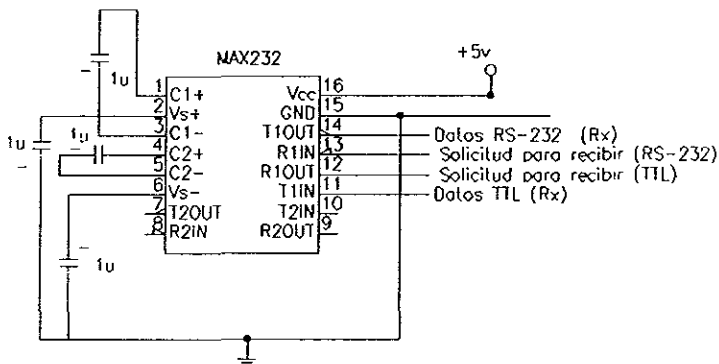 MAX232
+5v
1u
1
C1+
2
Vs+
3
C1-
4
C2+
5
C2-
6
Vs-
7
T2OUT
8
R2IN
Vcc
16
GND
15
T1OUT
14
R1IN
13
R1OUT
12
T1IN
11
T2IN
10
R2OUT
9
1u
1u
1u
Datos RS-232 (Rx)
Solicitud para recibir (RS-232)
Solicitud para recibir (TTL)
Datos TTL (Rx)